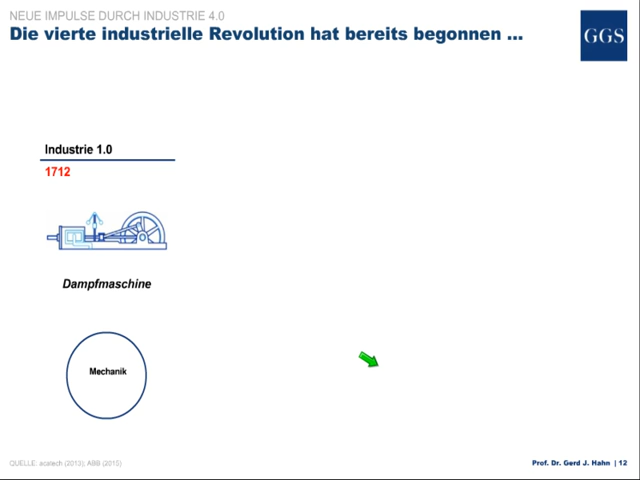 NEUE IMPULSE DURCH INDUSTRIE 4.0
Die vierte industrielle Revolution hat bereits begonnen ...
GGS
Industrie 1.0
1712
Dampfmaschine
Mechanik
QUELLE: acatech (2013); ABB (2015)
Prof. Dr. Gerd J. Hahn | 12